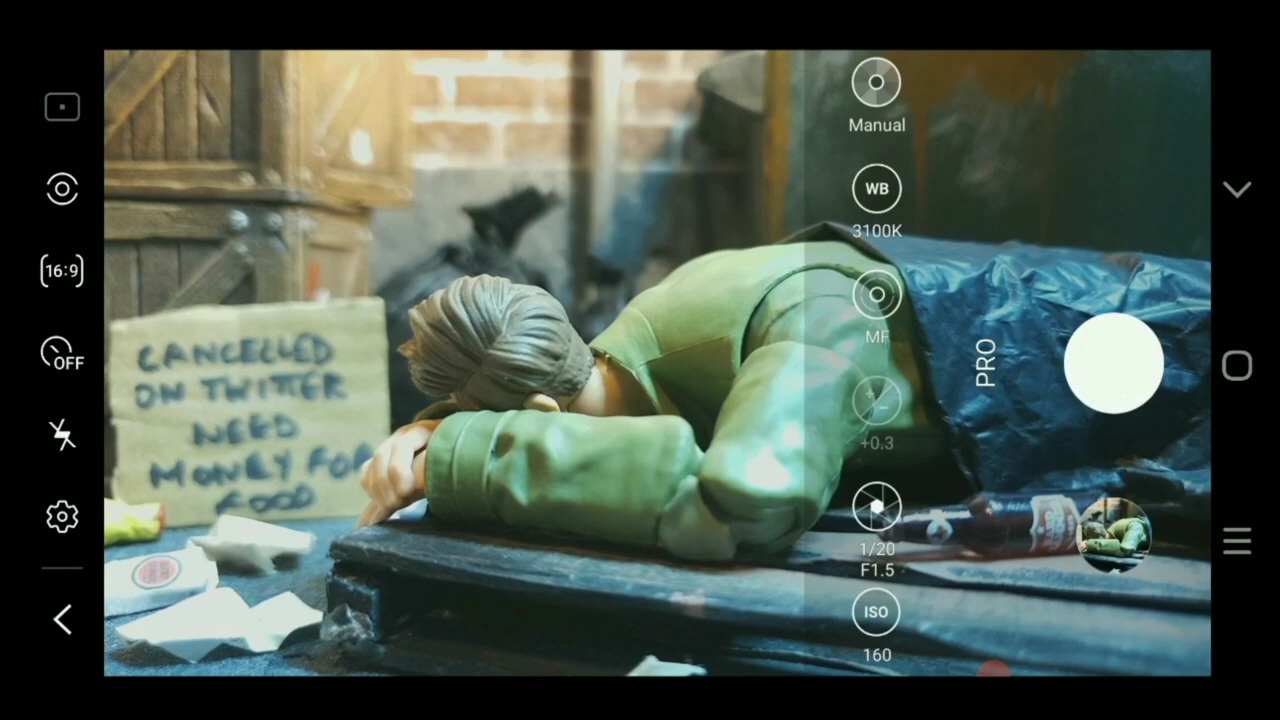 Manual
WB
3100K
MF
+0.3
1/20
F1.5
ISO
160
PRO
16:9
OFF
CANCELLED
ON TWITTER
NEED
MONEY FOR
FOOD